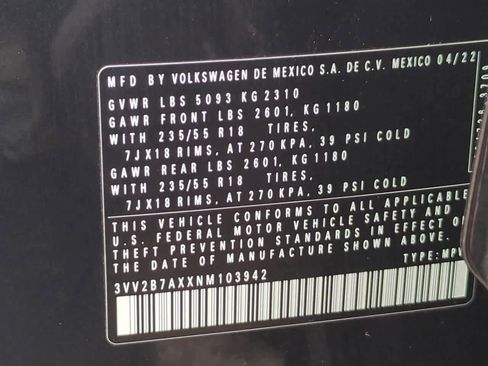 MFD BY VOLKSWAGEN DE MEXICO S.A. DE C.V. MEXICO 04/22
GVWR LBS 5093 KG 2310
GAWR FRONT LBS 2601, KG 1180
WITH 235/55 R18 TIRES,
7JX18 RIMS, AT 270 KPA, 39 PSI COLD
GAWR REAR LBS 2601, KG 1180
WITH 235/55 R18 TIRES,
7JX18 RIMS, AT 270 KPA, 39 PSI COLD
THIS VEHICLE CONFORMS TO ALL APPLICABLE
U.S. FEDERAL MOTOR VEHICLE SAFETY AND
THEFT PREVENTION STANDARDS IN EFFECT ON
THE DATE OF MANUFACTURE SHOWN ABOVE.
3VV2B7AXXNM103942 TYPE: MPV